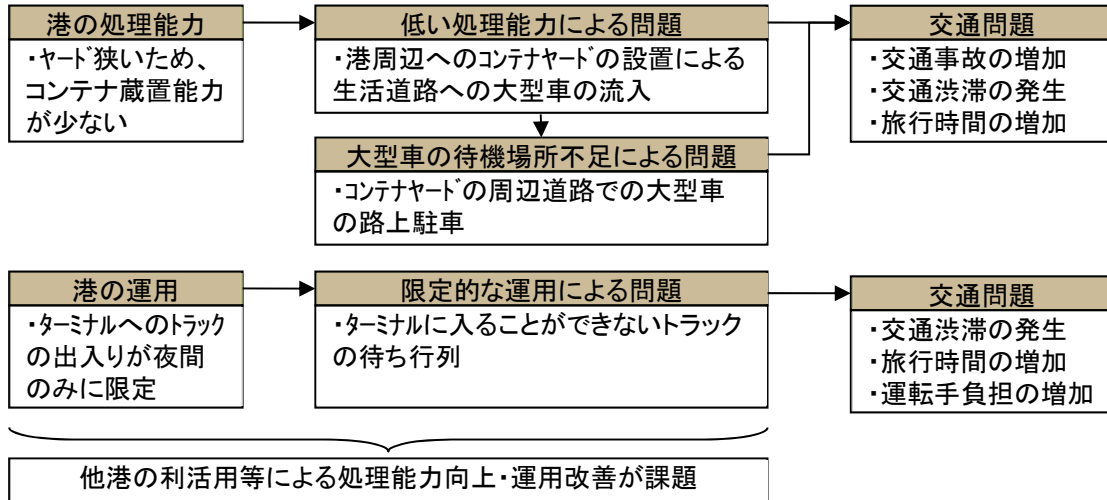 港の処理能力
・ヤード狭いため、
コンテナ蔵置能力
が少ない
低い処理能力による問題
・港周辺へのコンテナヤードの設置による
生活道路への大型車の流入
大型車の待機場所不足による問題
・コンテナヤードの周辺道路での大型車
の路上駐車
交通問題
・交通事故の増加
・交通渋滞の発生
・旅行時間の増加
港の運用
・ターミナルへのトラック
の出入りが夜間
のみに限定
限定的な運用による問題
・ターミナルに入ることができないトラック
の待ち行列
交通問題
・交通渋滞の発生
・旅行時間の増加
・運転手負担の増加
他港の利活用等による処理能力向上・運用改善が課題